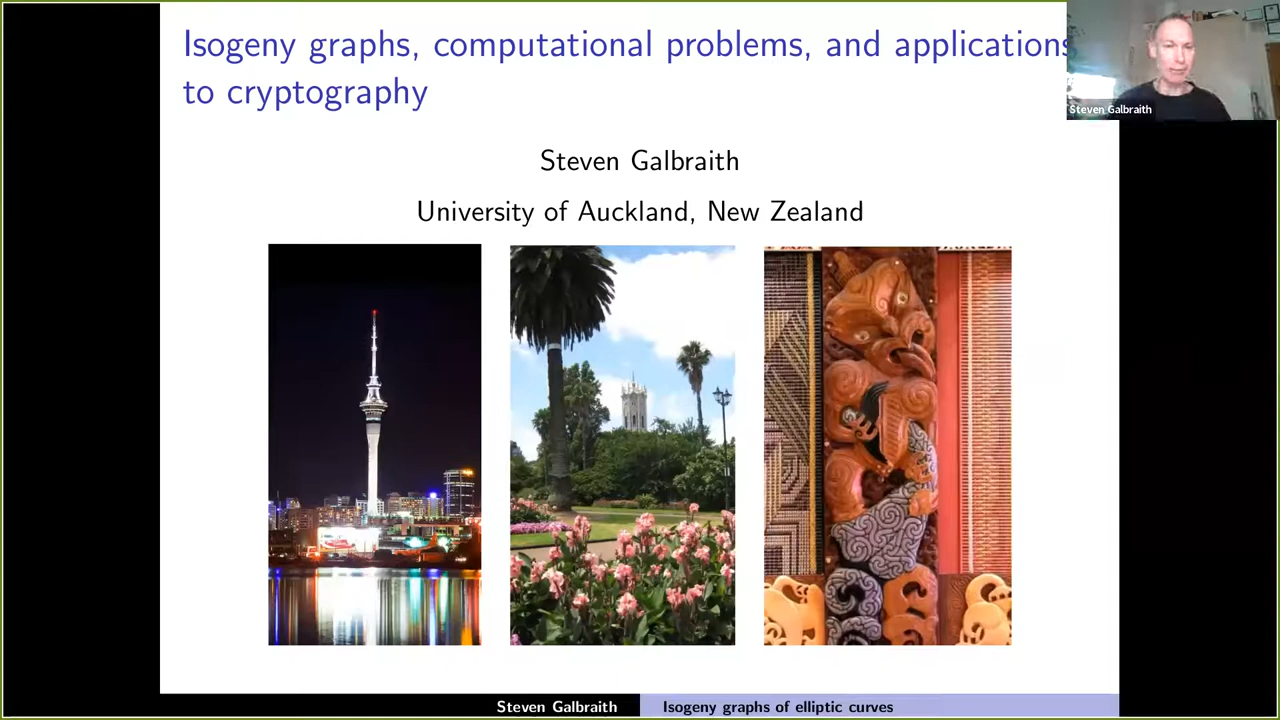 Isogeny graphs, computational problems, and applications
to cryptography
Steven Galbraith
Steven Galbraith
University of Auckland, New Zealand
Steven Galbraith
Isogeny graphs of elliptic curves